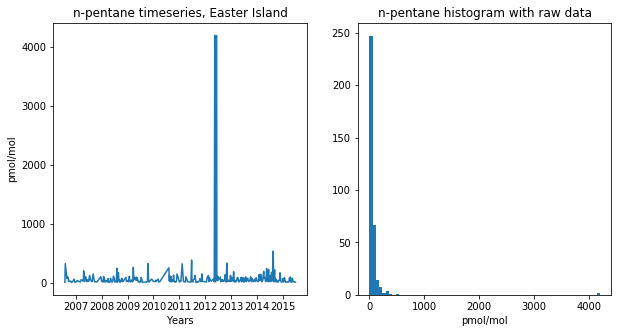 n-pentane timeseries, Easter Island
pmol/mol
4000
3000
2000
1000
0
2007 2008 2009 2010 2011 2012 2013 2014 2015
Years
n-pentane histogram with raw data
250
200
150
100
50
0
0 1000 2000 3000 4000
pmol/mol